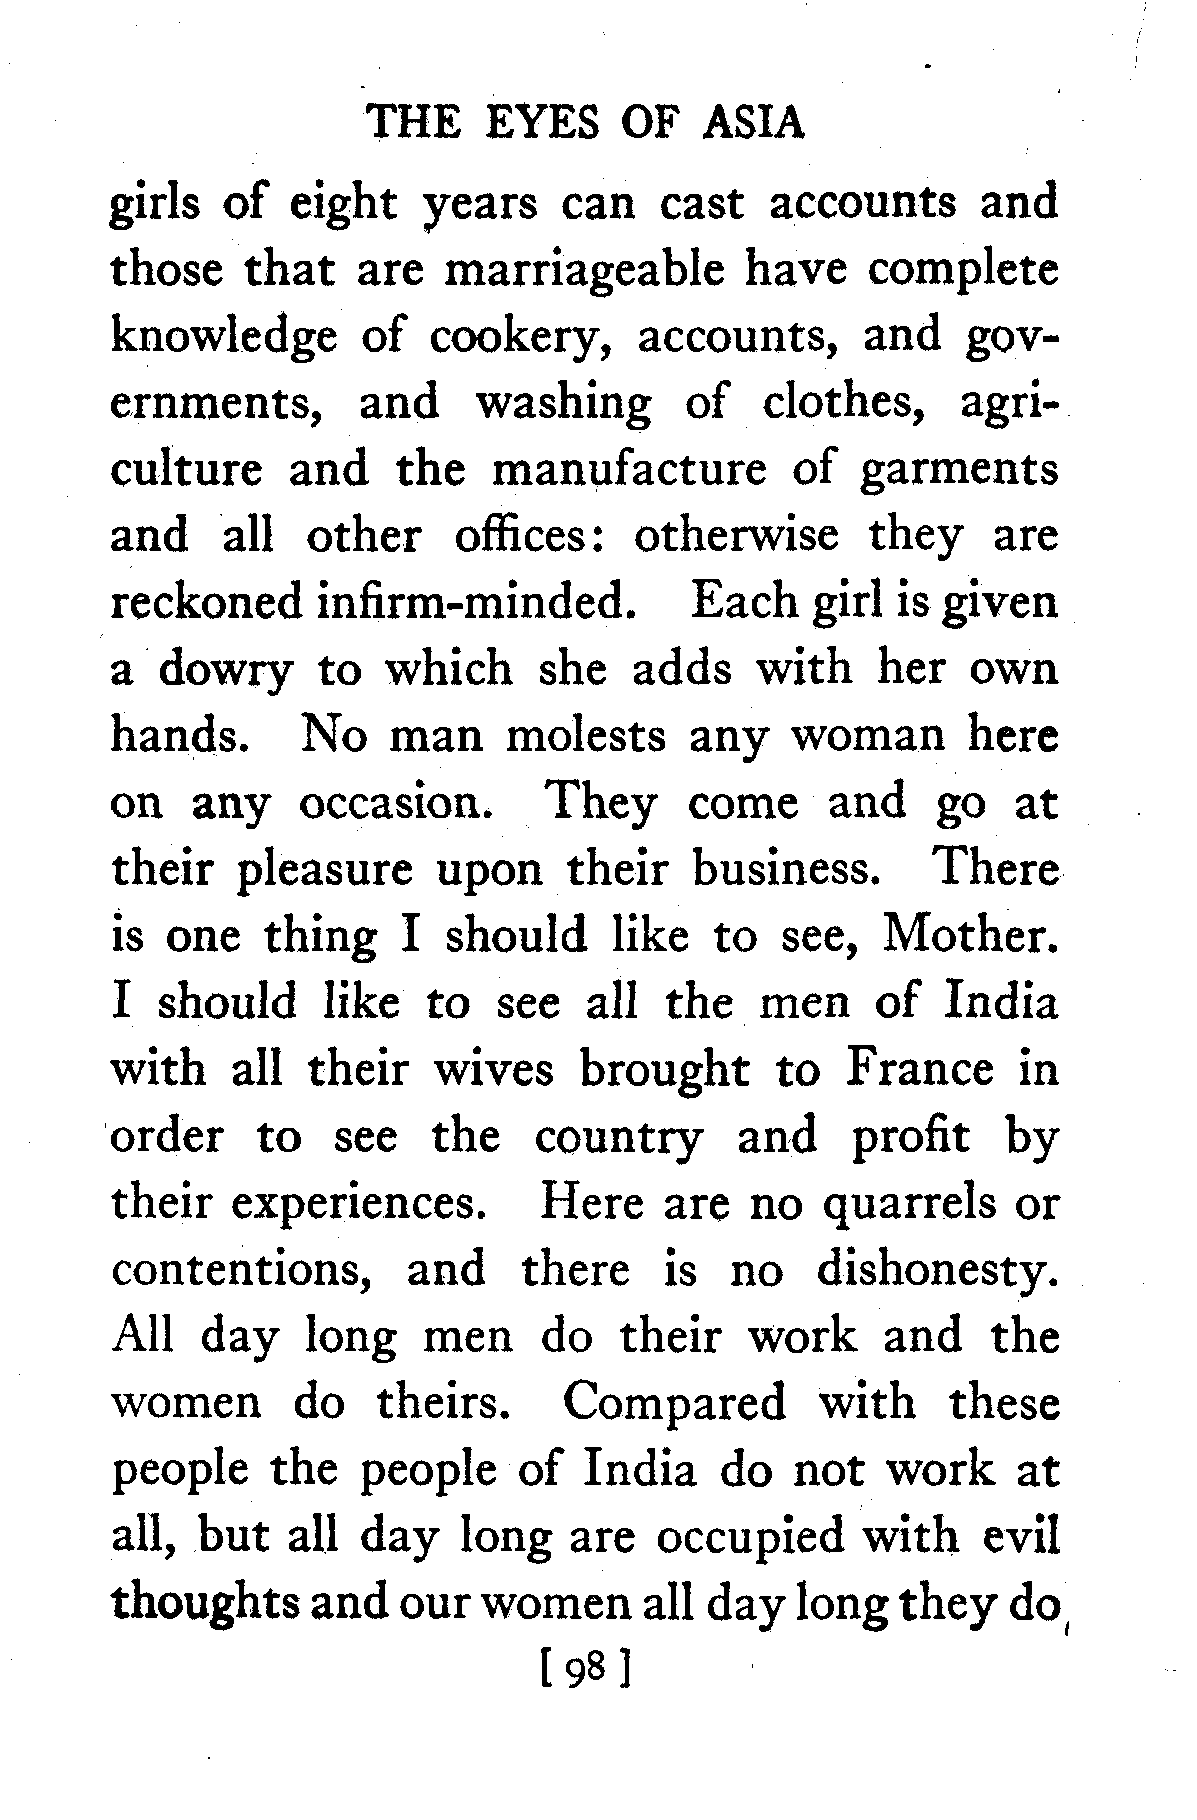 THE EYES OF ASIA
girls of eight years can cast accounts and
those that are marriageable have complete
knowledge of cookery, accounts, and gov-
ernments, and washing of clothes, agri-
culture and the manufacture of garments
and all other offices: otherwise they are
reckoned infirm-minded. Each girl is given
a dowry to which she adds with her own
hands. No man molests any woman here
on any occasion. They come and go at
their pleasure upon their business. There
is one thing I should like to see, Mother.
I should like to see all the men of India
with all their wives brought to France in
order to see the country and profit by
their experiences. Here are no quarrels or
contentions, and there is no dishonesty.
All day long men do their work and the
women do theirs. Compared with these
people the people of India do not work at
all, but all day long are occupied with evil
thoughts and our women all day long they do
[ 98 ]